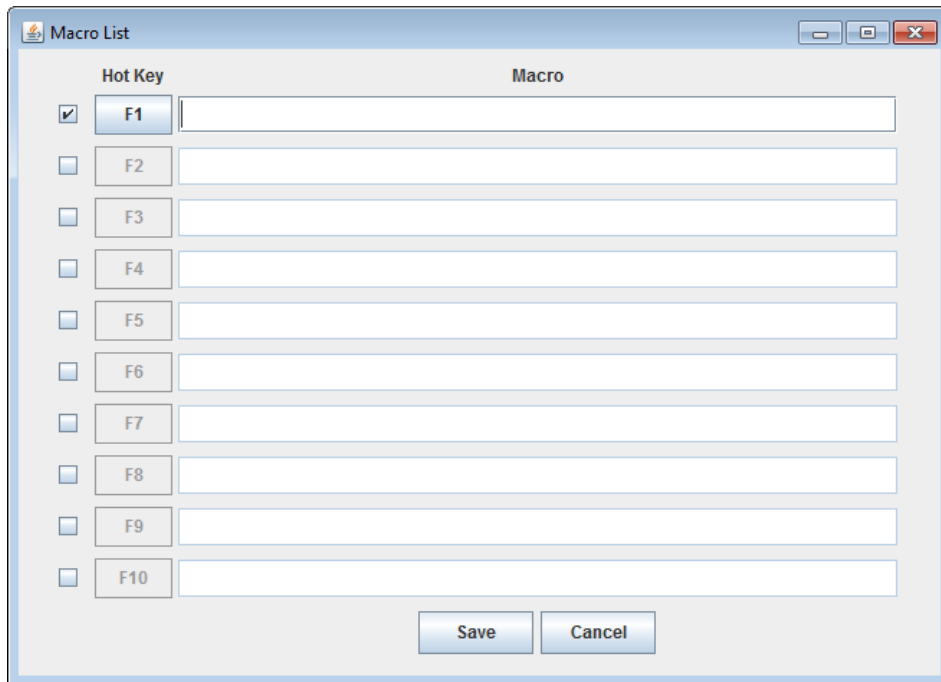 Macro List
Hot Key Macro
F1
F2
F3
F4
F5
F6
F7
F8
F9
F10
Save Cancel